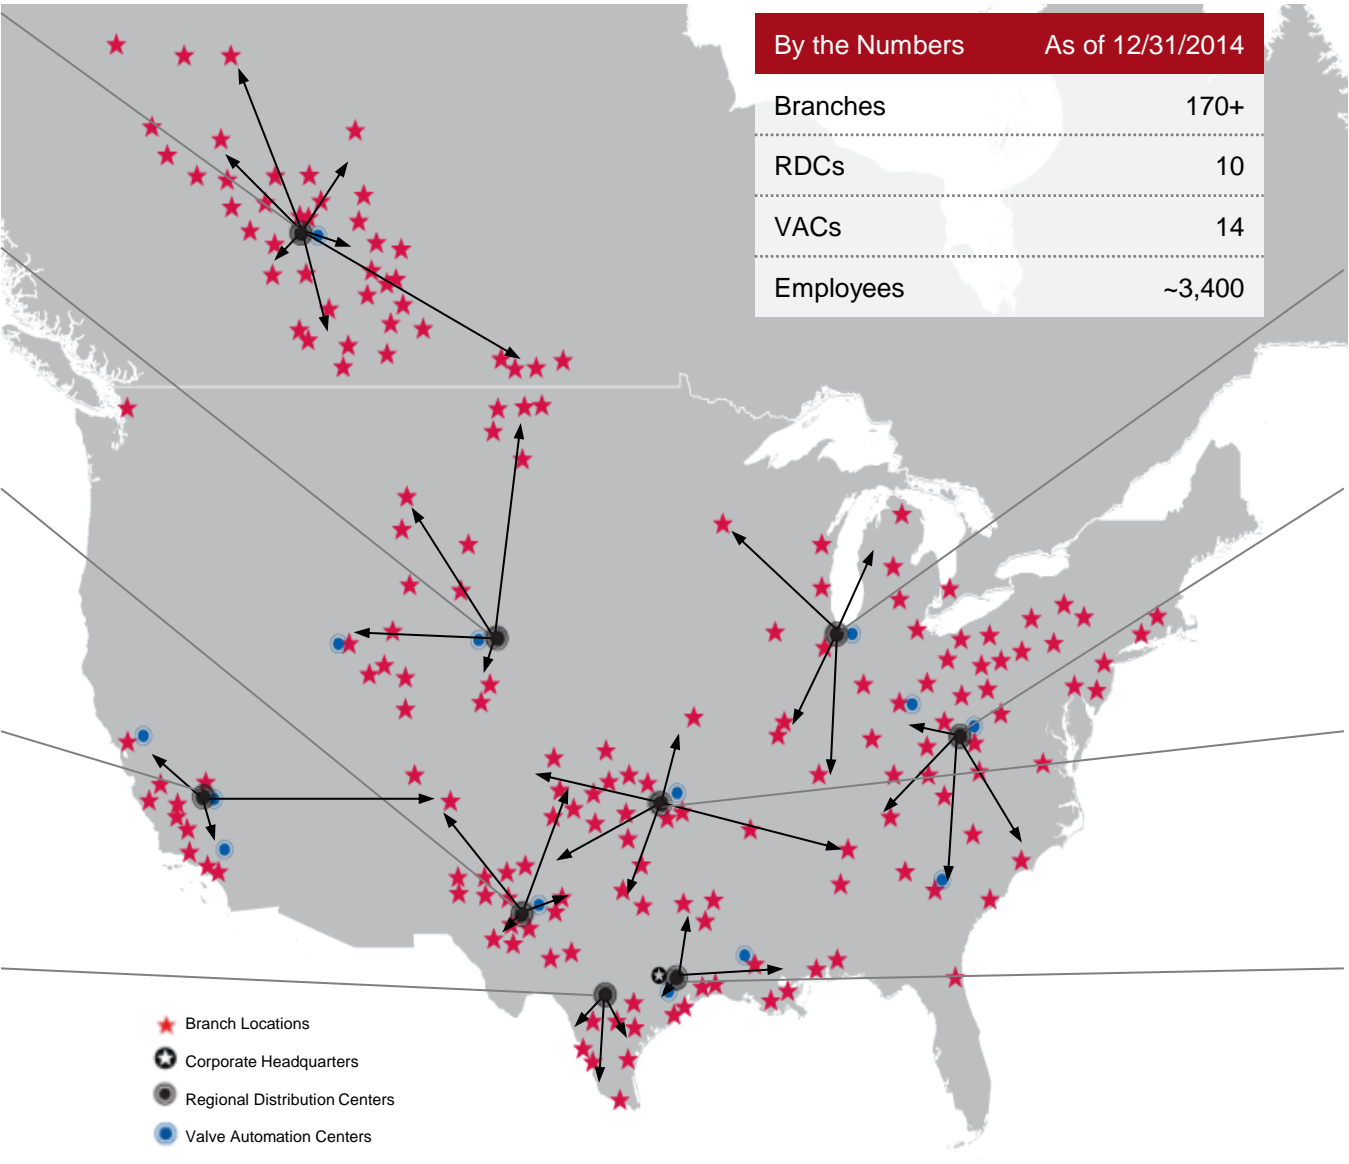 By the Numbers As of 12/31/2014
Branches 170+
RDCs 10
VACs 14
Employees ~3,400
Branch Locations
Corporate Headquarters
Regional Distribution Centers
Valve Automation Centers